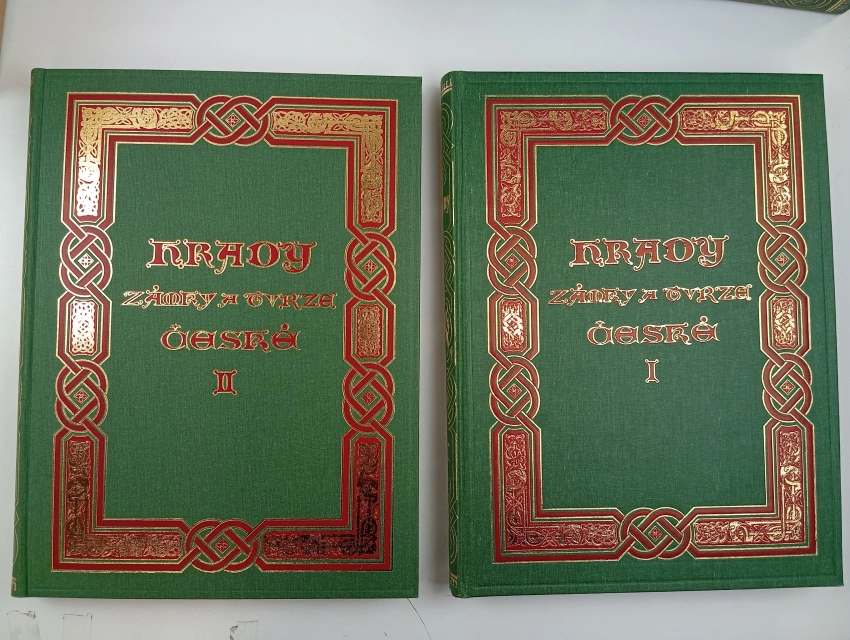 HRADY
ZÁMKY A TVRZE
ČESKÉ
II
HRADY
ZÁMKY A TVRZE
ČESKÉ
I